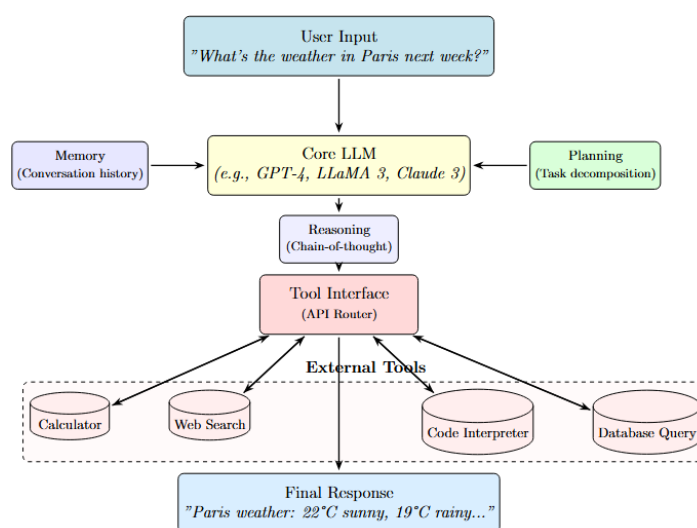 User Input
"What's the weather in Paris next week?"
Memory
(Conversation history)
Core LLM
(e.g., GPT-4, LLaMA 3, Claude 3)
Planning
(Task decomposition)
Reasoning
(Chain-of-thought)
Tool Interface
(API Router)
External Tools
Calculator
Web Search
Code Interpreter
Database Query
Final Response
"Paris weather: 22°C sunny, 19°C rainy..."